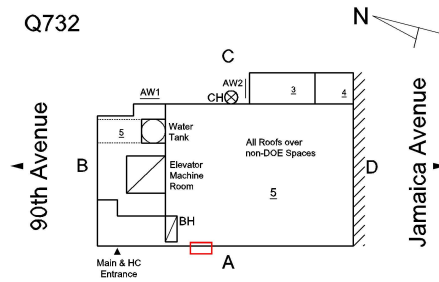 Q732
N
C
AW1
AW2
CH
3
4
90th Avenue
5
Water
Tank
All Roofs over
non-DOE Spaces
B
Elevator
Machine
Room
5
D
Jamaica Avenue
BH
Main & HC
Entrance
A